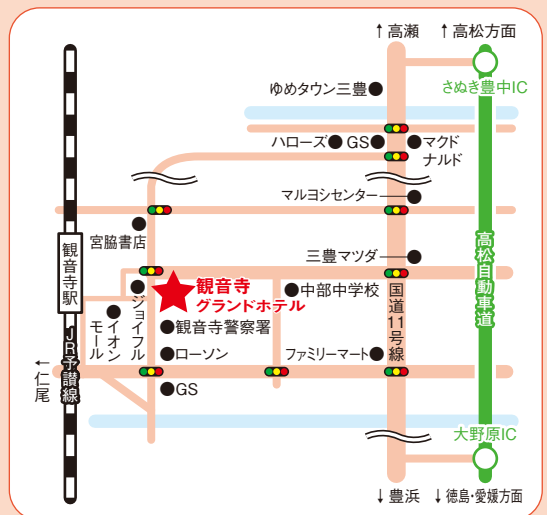 ↑高瀬
↑高松方面
さぬき豊中IC
ゆめタウン三豊
ハローズ
GS
マクド
ナルド
マルヨシセンター
宮脇書店
三豊マツダ
観音寺駅
観音寺
グランドホテル
中部中学校
国道11号線
高松自動車道
ジョイフル
イオン
モール
観音寺警察署
JR予讃線
ローソン
ファミリーマート
←仁尾
GS
大野原IC
↓豊浜
↓徳島・愛媛方面